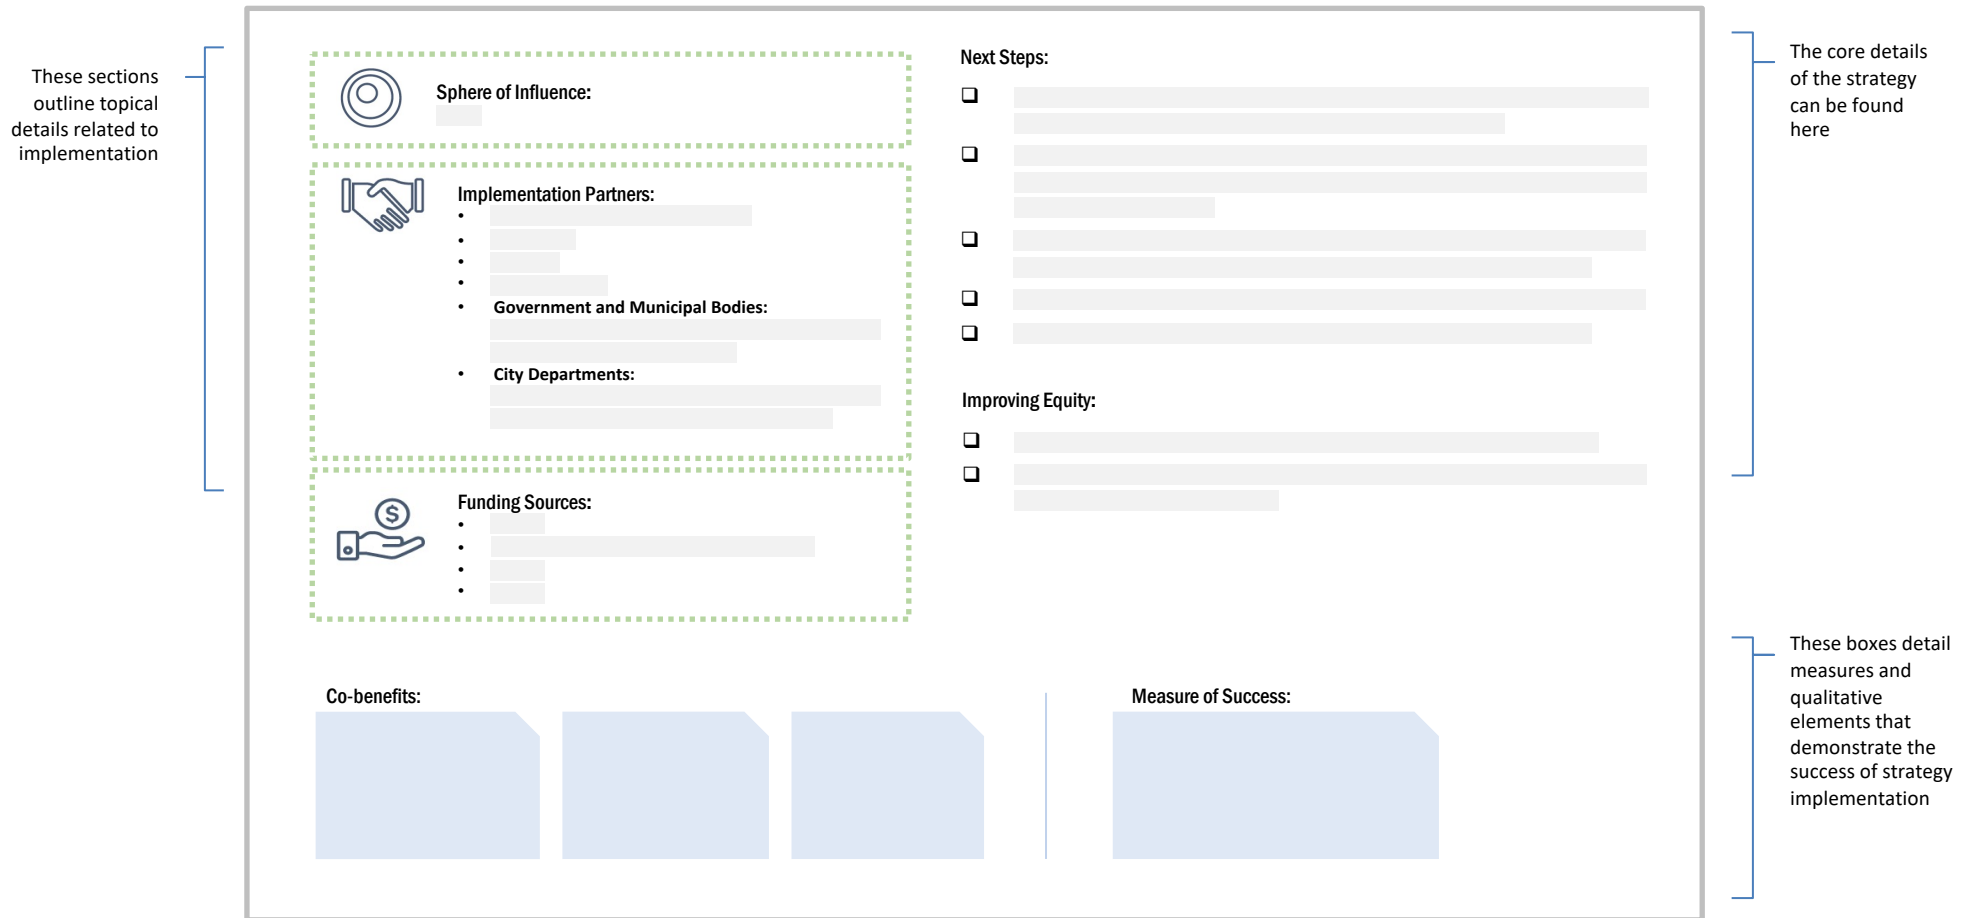 These sections
outline topical
details related to
implementation
Sphere of Influence:
Implementation Partners:
•
•
•
•
• Government and Municipal Bodies:
• City Departments:
$
Funding Sources:
•
•
•
•
Next Steps:
❑
❑
❑
❑
❑
Improving Equity:
❑
❑
The core details
of the strategy
can be found
here
Co-benefits:
Measure of Success:
These boxes detail
measures and
qualitative
elements that
demonstrate the
success of strategy
implementation